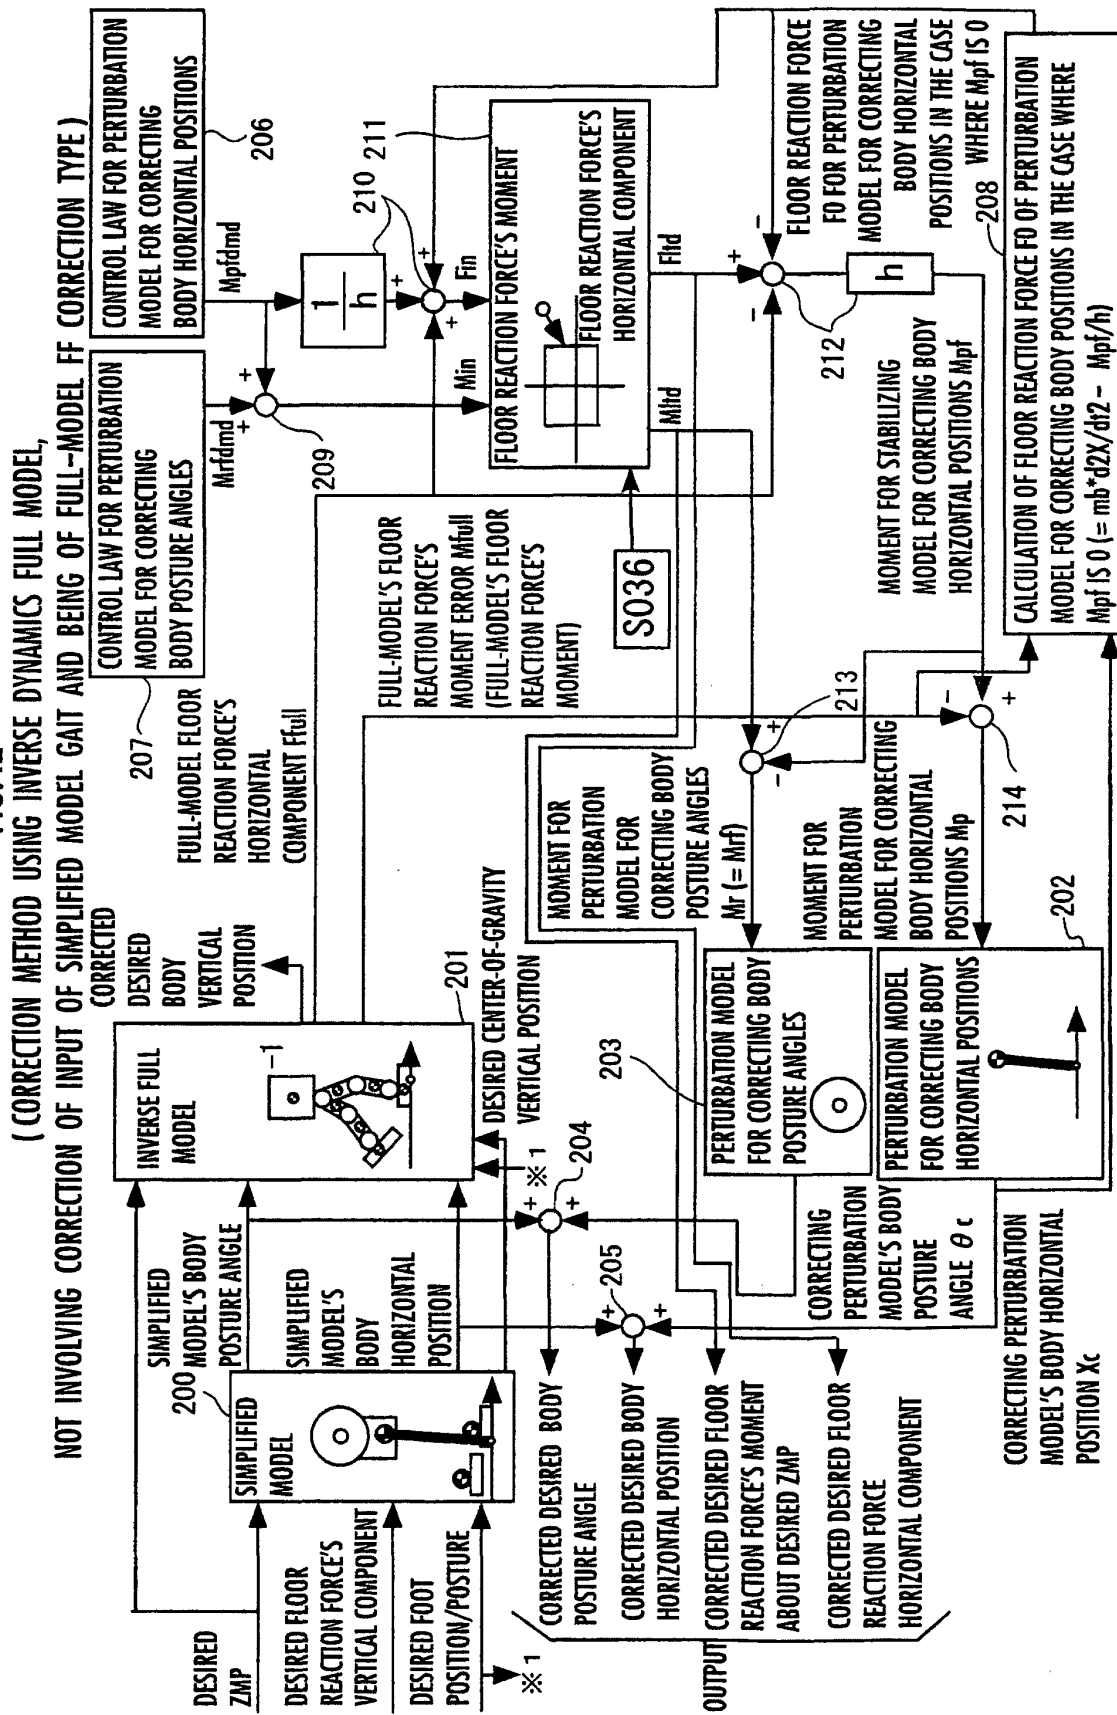 ( CORRECTION METHOD USING INVERSE DYNAMICS FULL MODEL,
NOT INVOLVING CORRECTION OF INPUT OF SIMPLIFIED MODEL GAIT AND BEING OF FULL-MODEL FF CORRECTION TYPE )
DESIRED
ZMP
DESIRED FLOOR
REACTION FORCE'S
VERTICAL COMPONENT
DESIRED FOOT
POSITION/POSTURE
※1
200
SIMPLIFIED
MODEL
SIMPLIFIED
MODEL'S BODY
POSTURE ANGLE
SIMPLIFIED
MODEL'S
BODY
HORIZONTAL
POSITION
INVERSE FULL
MODEL
-1
201
CORRECTED
DESIRED
BODY
VERTICAL
POSITION
DESIRED CENTER-OF-GRAVITY
VERTICAL POSITION
※1
204
+
+
205
+
+
OUTPUT
CORRECTED DESIRED BODY
POSTURE ANGLE
CORRECTED DESIRED BODY
HORIZONTAL POSITION
CORRECTED DESIRED FLOOR
REACTION FORCE'S MOMENT
ABOUT DESIRED ZMP
CORRECTED DESIRED FLOOR
REACTION FORCE
HORIZONTAL COMPONENT
207
CONTROL LAW FOR PERTURBATION
MODEL FOR CORRECTING
BODY POSTURE ANGLES
CONTROL LAW FOR PERTURBATION
MODEL FOR CORRECTING
BODY HORIZONTAL POSITIONS
206
Mrfdmd
Mpfdmd
+
+
209
1
h
210
+
+
+
Min
Fin
FULL-MODEL FLOOR
REACTION FORCE'S
HORIZONTAL
COMPONENT Ffull
FULL-MODEL'S FLOOR
REACTION FORCE'S
MOMENT ERROR Mfull
(FULL-MODEL'S FLOOR
REACTION FORCE'S
MOMENT)
S036
211
FLOOR REACTION FORCE'S MOMENT
FLOOR REACTION FORCE'S
HORIZONTAL COMPONENT
Mltd
Fltd
+
-
-
212
h
FLOOR REACTION FORCE
F0 FOR PERTURBATION
MODEL FOR CORRECTING
BODY HORIZONTAL
POSITIONS IN THE CASE
WHERE Mpf IS 0
MOMENT FOR STABILIZING
MODEL FOR CORRECTING BODY
HORIZONTAL POSITIONS Mpf
208
CALCULATION OF FLOOR REACTION FORCE F0 OF PERTURBATION
MODEL FOR CORRECTING BODY POSITIONS IN THE CASE WHERE
Mpf IS 0 (= mb*d2X/dt2 - Mpf/h)
213
+
-
214
-
+
MOMENT FOR
PERTURBATION
MODEL FOR
CORRECTING BODY
POSTURE ANGLES
Mr (= Mrf)
MOMENT FOR
PERTURBATION
MODEL FOR CORRECTING
BODY HORIZONTAL
POSITIONS Mp
203
PERTURBATION MODEL
FOR CORRECTING BODY
POSTURE ANGLES
202
PERTURBATION MODEL
FOR CORRECTING BODY
HORIZONTAL POSITIONS
CORRECTING
PERTURBATION
MODEL'S BODY
POSTURE
ANGLE θc
CORRECTING PERTURBATION
MODEL'S BODY HORIZONTAL
POSITION Xc